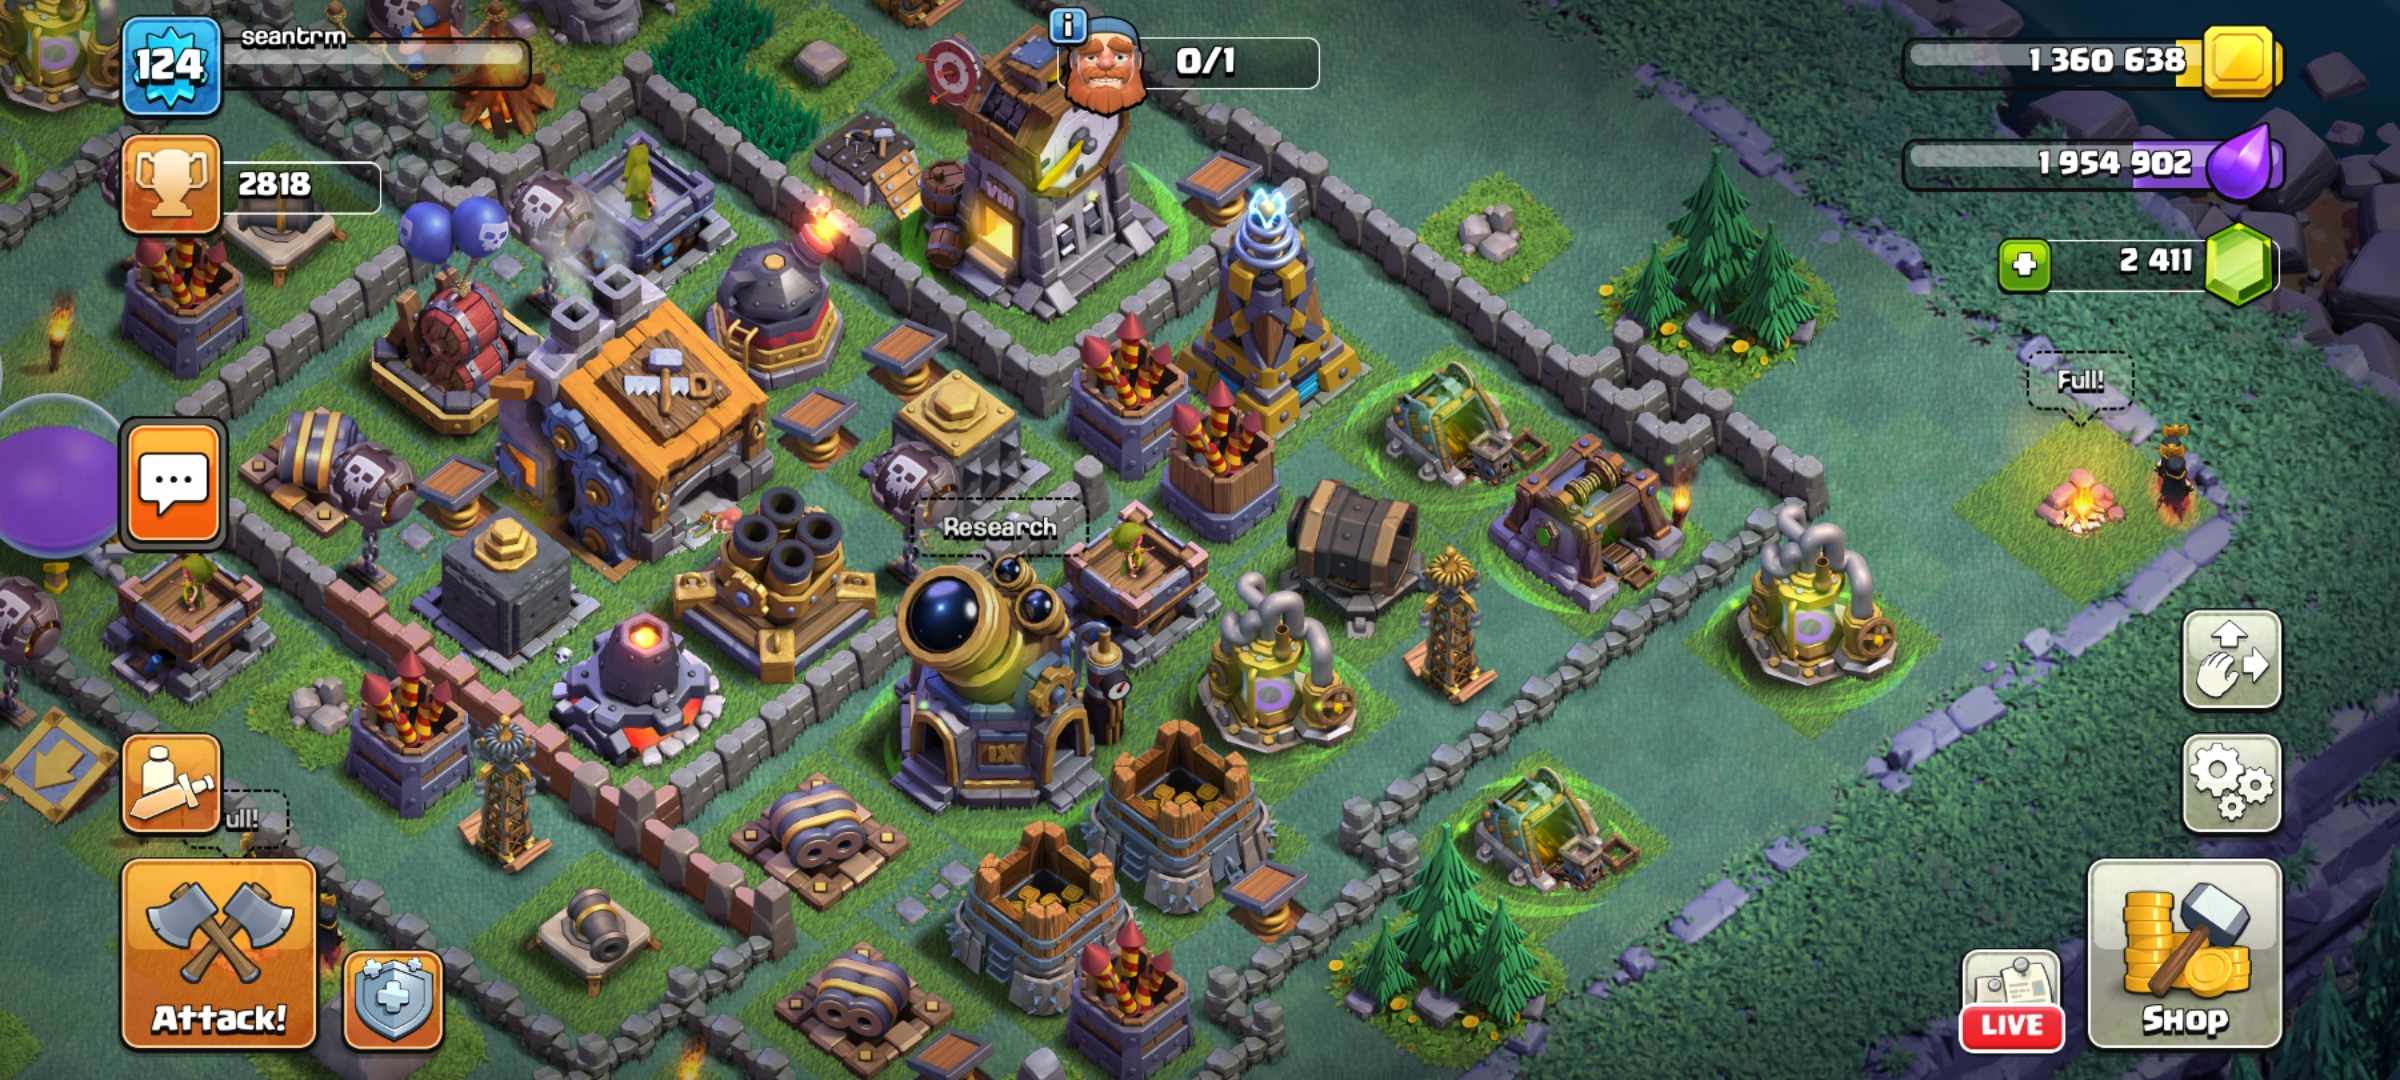 124
seantrm
i
0/1
1 360 638
2818
1 954 902
VIII
2 411
Full!
Research
IX
ull!
Attack!
LIVE
SHOP